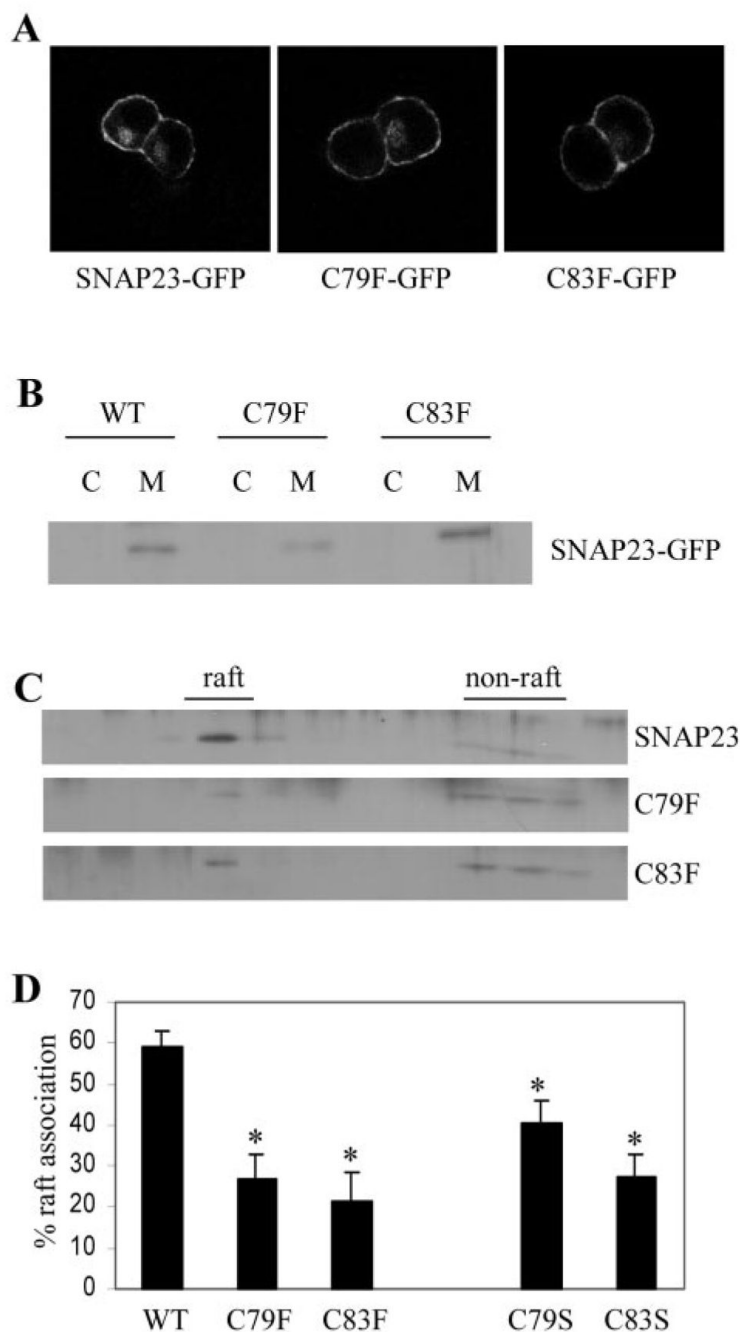 A
SNAP23-GFP C79F-GFP C83F-GFP
B
WT C79F C83F
C M C M C M
SNAP23-GFP
C
raft non-raft
SNAP23
C79F
C83F
D
% raft association
70
60
50
40
30
20
10
0
* * * *
WT C79F C83F C79S C83S